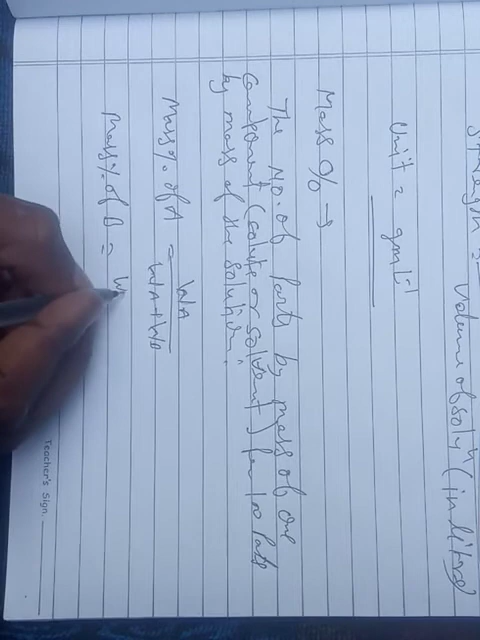 Strength =
Volume of solⁿ (in litre)
Unit = gmL⁻¹
Mass % →
The No. of Parts by mass of one
Component (solute or solvent) per 100 Parts
by mass of the solution.
Mass % of A = WA
WA+WB
Mass % of B = W
Teacher's Sign.